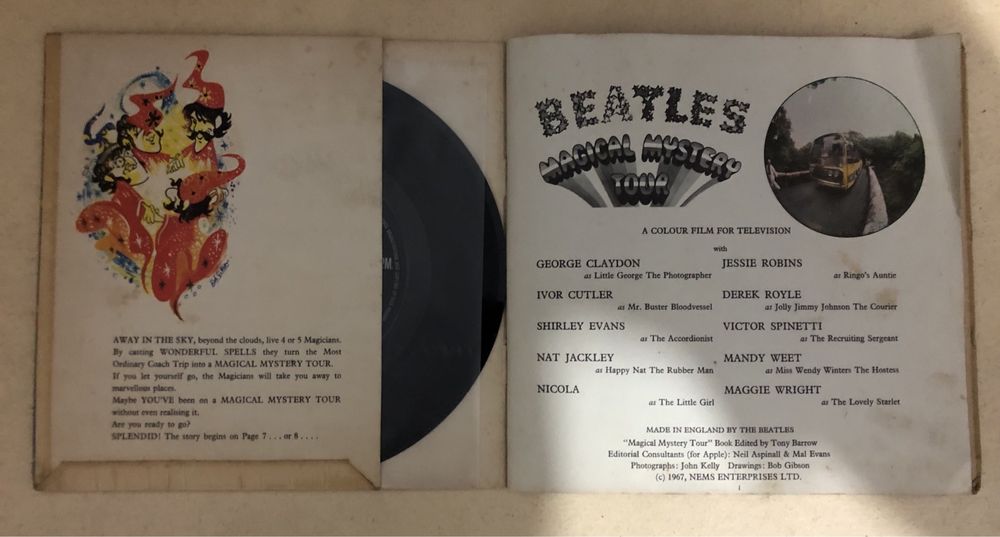 AWAY IN THE SKY, beyond the clouds, live 4 or 5 Magicians.
By casting WONDERFUL SPELLS they turn the Most
Ordinary Coach Trip into a MAGICAL MYSTERY TOUR.
If you let yourself go, the Magicians will take you away to
marvellous places.
Maybe YOU'VE been on a MAGICAL MYSTERY TOUR
without even realising it.
Are you ready to go?
SPLENDID! The story begins on Page 7 . . . or 8 . . . .
BEATLES
MAGICAL MYSTERY
TOUR
A COLOUR FILM FOR TELEVISION
with
GEORGE CLAYDON
as Little George The Photographer
IVOR CUTLER
as Mr. Buster Bloodvessel
SHIRLEY EVANS
as The Accordionist
NAT JACKLEY
as Happy Nat The Rubber Man
NICOLA
as The Little Girl
JESSIE ROBINS
as Ringo's Auntie
DEREK ROYLE
as Jolly Jimmy Johnson The Courier
VICTOR SPINETTI
as The Recruiting Sergeant
MANDY WEET
as Miss Wendy Winters The Hostess
MAGGIE WRIGHT
as The Lovely Starlet
MADE IN ENGLAND BY THE BEATLES
"Magical Mystery Tour" Book Edited by Tony Barrow
Editorial Consultants (for Apple): Neil Aspinall & Mal Evans
Photographs: John Kelly Drawings: Bob Gibson
(c) 1967, NEMS ENTERPRISES LTD.
1